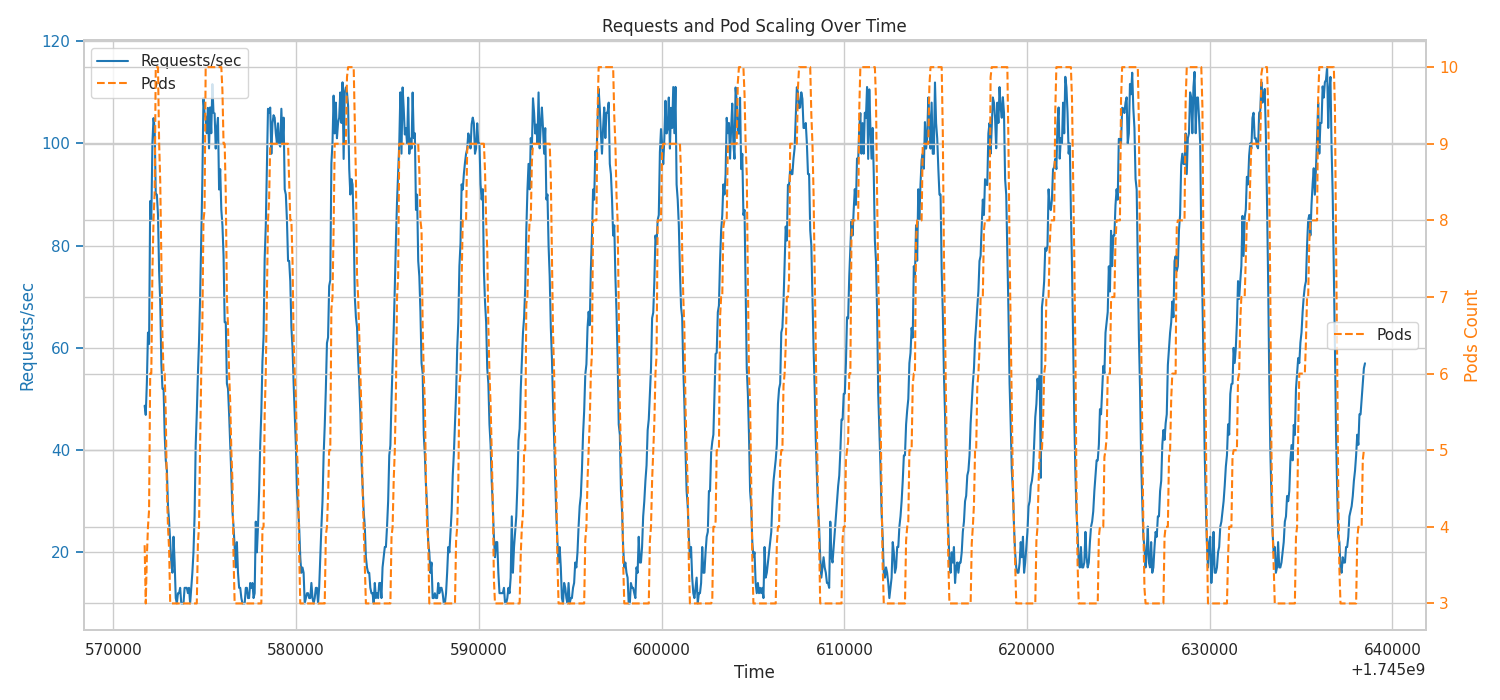 Requests and Pod Scaling Over Time
120
100
80
60
40
20
Requests/sec
Requests/sec
Pods
10
9
8
7
6
5
4
3
Pods Count
Pods
570000
580000
590000
600000
610000
620000
630000
640000
+1.745e9
Time